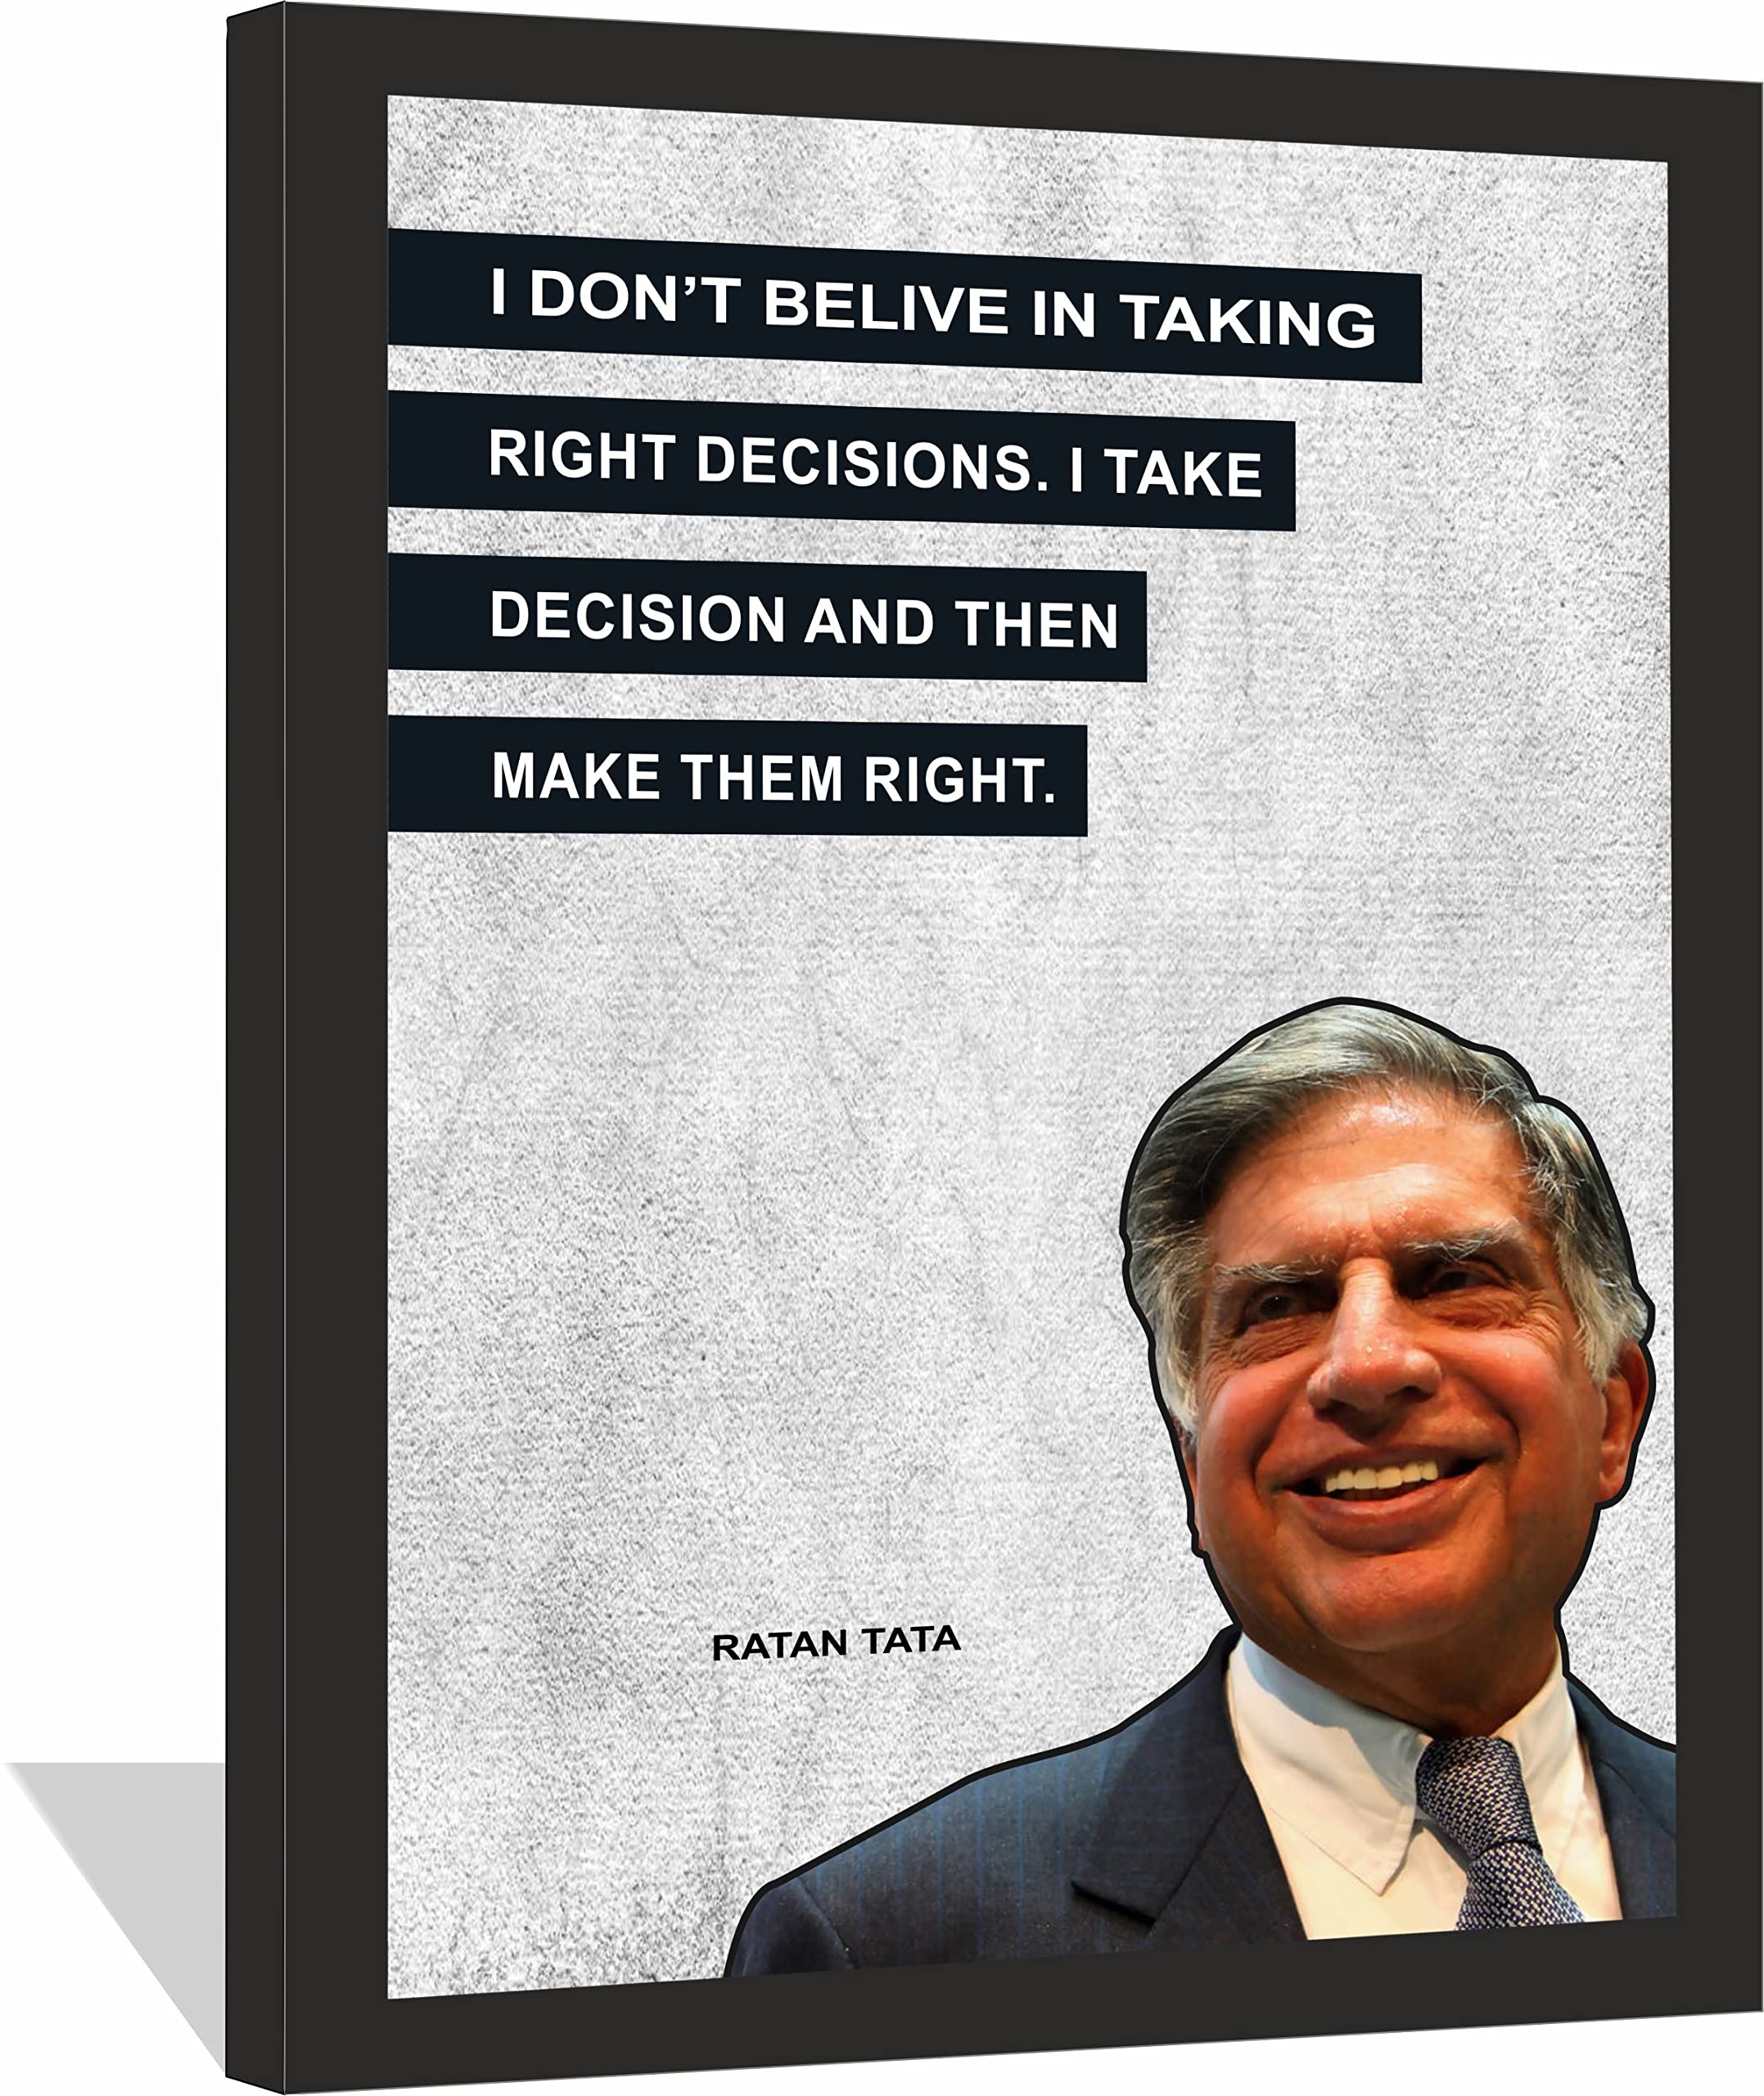 I DON’T BELIVE IN TAKING
RIGHT DECISIONS. I TAKE
DECISION AND THEN
MAKE THEM RIGHT.
RATAN TATA